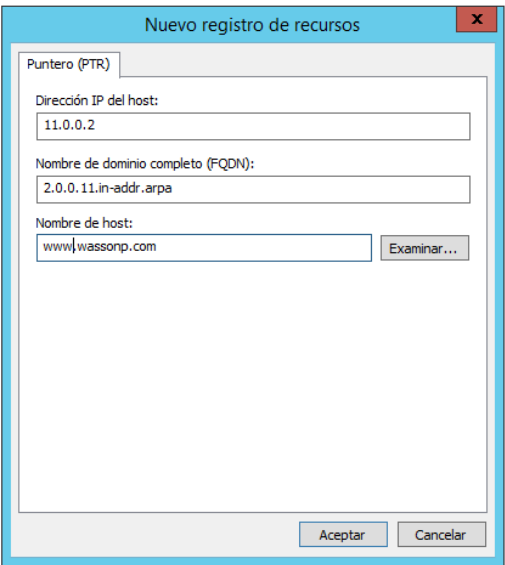 Nuevo registro de recursos
x
Puntero (PTR)
Dirección IP del host:
11.0.0.2
Nombre de dominio completo (FQDN):
2.0.0.11.in-addr.arpa
Nombre de host:
www.wassonp.com
Examinar...
Aceptar
Cancelar